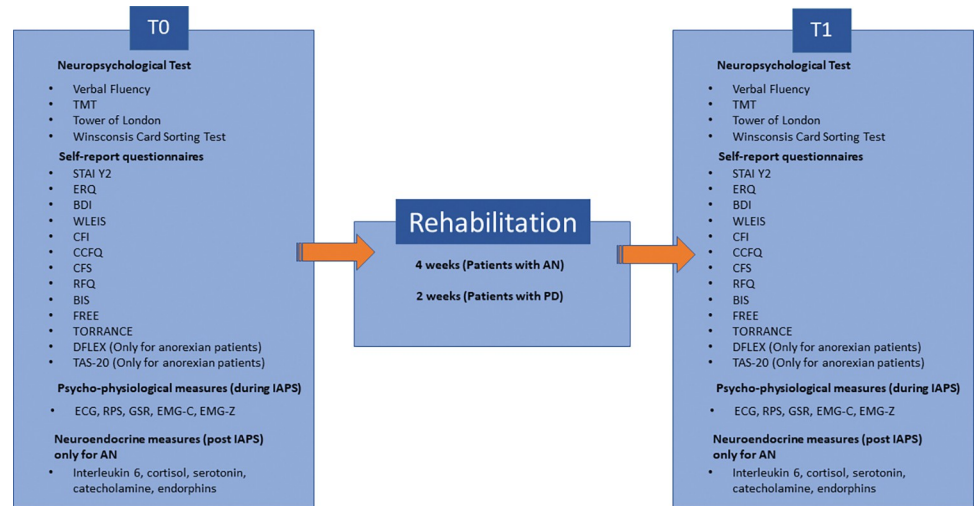 T0
Neuropsychological Test
• Verbal Fluency
• TMT
• Tower of London
• Winsconsis Card Sorting Test
Self-report questionnaires
• STAI Y2
• ERQ
• BDI
• WLEIS
• CFI
• CCFQ
• CFS
• RFQ
• BIS
• FREE
• TORRANCE
• DFLEX (Only for anorexian patients)
• TAS-20 (Only for anorexian patients)
Psycho-physiological measures (during IAPS)
• ECG, RPS, GSR, EMG-C, EMG-Z
Neuroendocrine measures (post IAPS)
only for AN
• Interleukin 6, cortisol, serotonin,
catecholamine, endorphins
Rehabilitation
4 weeks (Patients with AN)
2 weeks (Patients with PD)
T1
Neuropsychological Test
• Verbal Fluency
• TMT
• Tower of London
• Winsconsis Card Sorting Test
Self-report questionnaires
• STAI Y2
• ERQ
• BDI
• WLEIS
• CFI
• CCFQ
• CFS
• RFQ
• BIS
• FREE
• TORRANCE
• DFLEX (Only for anorexian patients)
• TAS-20 (Only for anorexian patients)
Psycho-physiological measures (during IAPS)
• ECG, RPS, GSR, EMG-C, EMG-Z
Neuroendocrine measures (post IAPS)
only for AN
• Interleukin 6, cortisol, serotonin,
catecholamine, endorphins